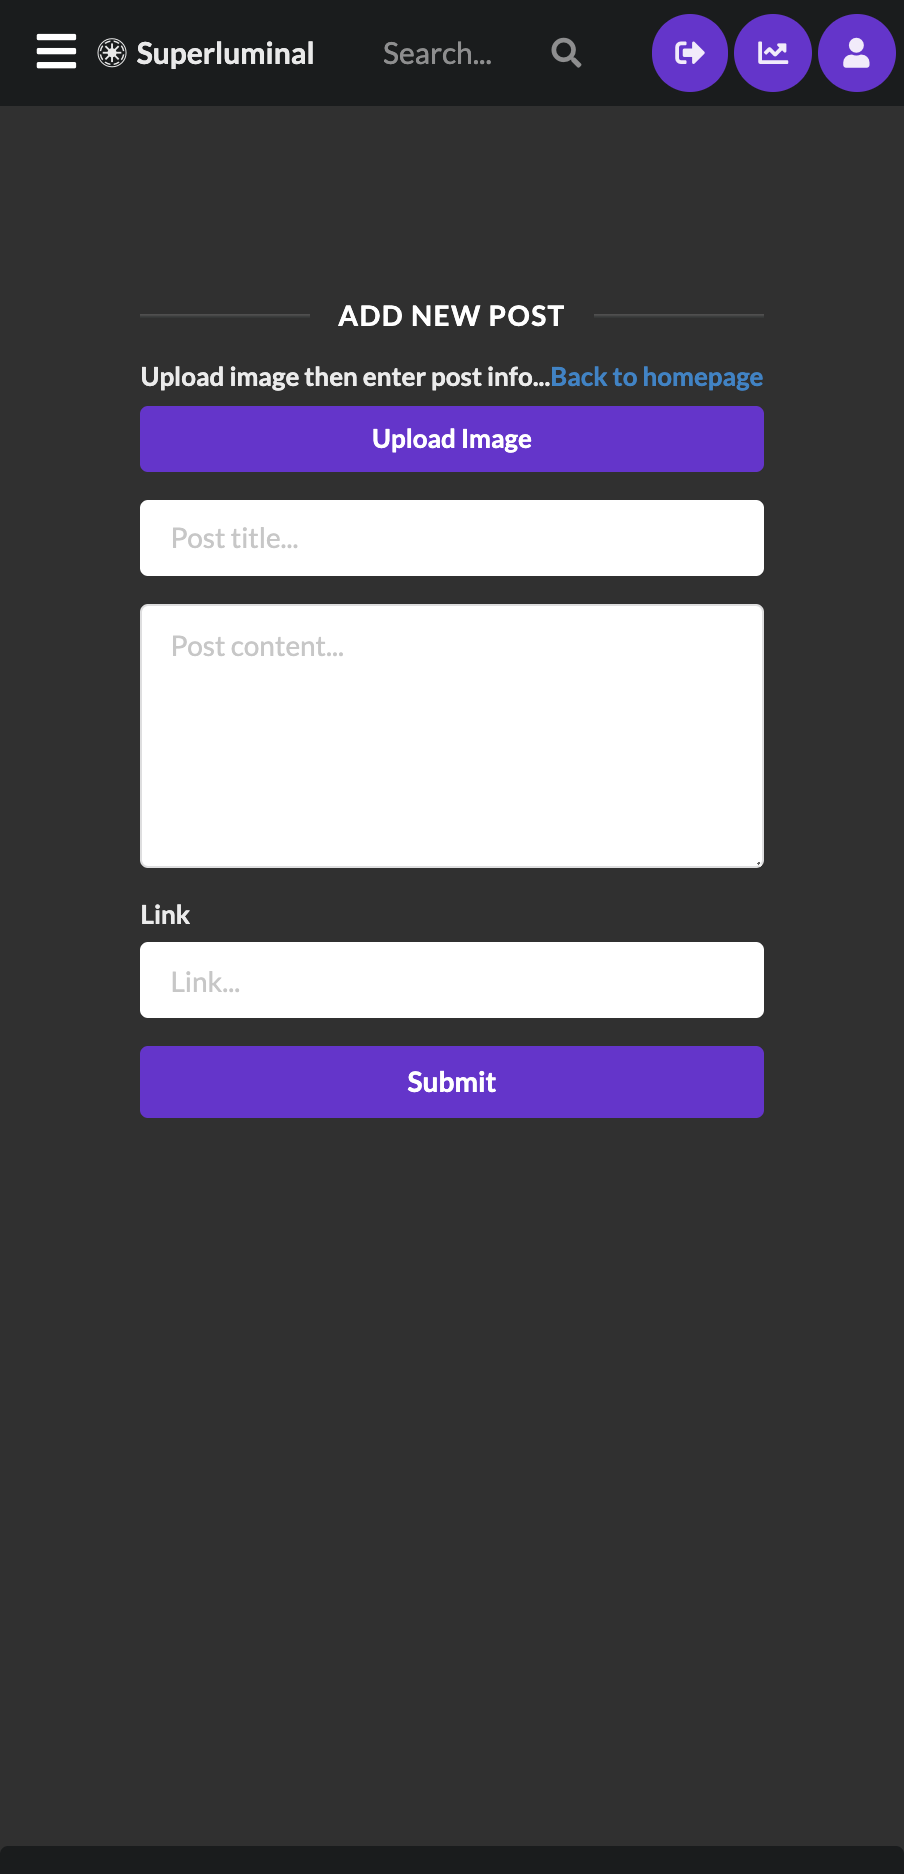 Superluminal Search...
ADD NEW POST
Upload image then enter post info...Back to homepage
Upload Image
Post title...
Post content...
Link
Link...
Submit